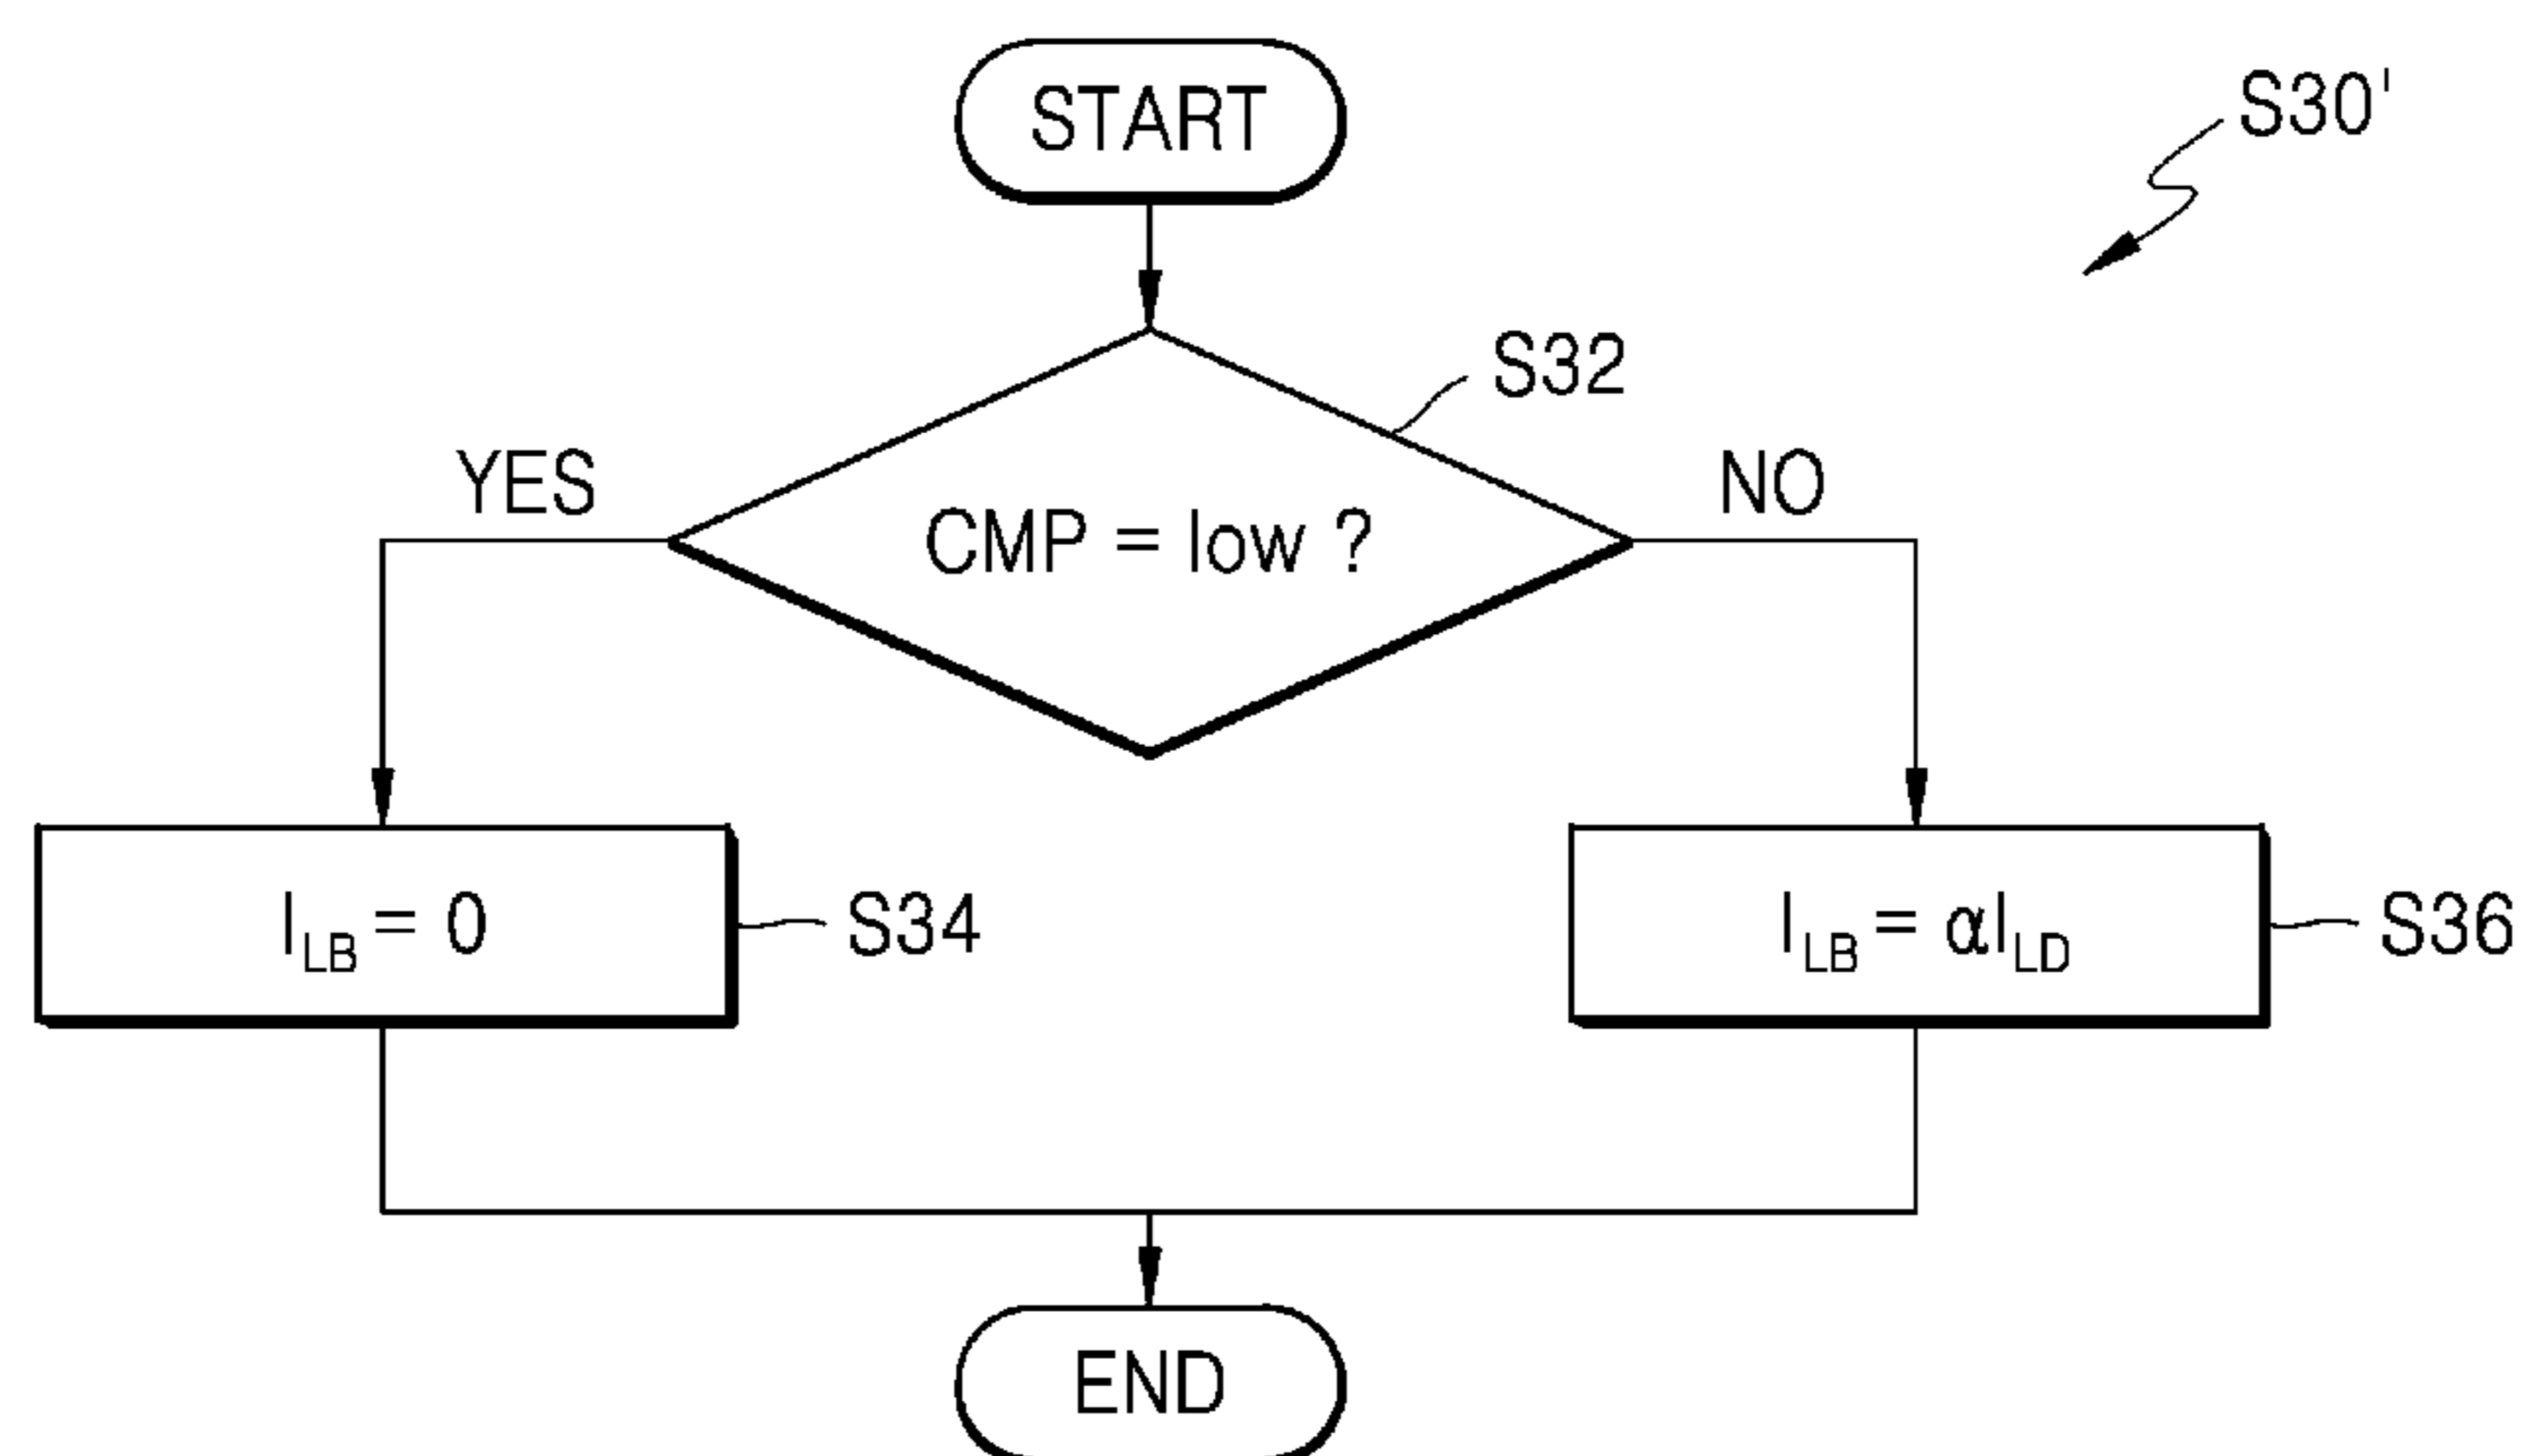 START
S30'
S32
YES
NO
CMP = low ?
I_LB = 0
S34
I_LB = αI_LD
S36
END